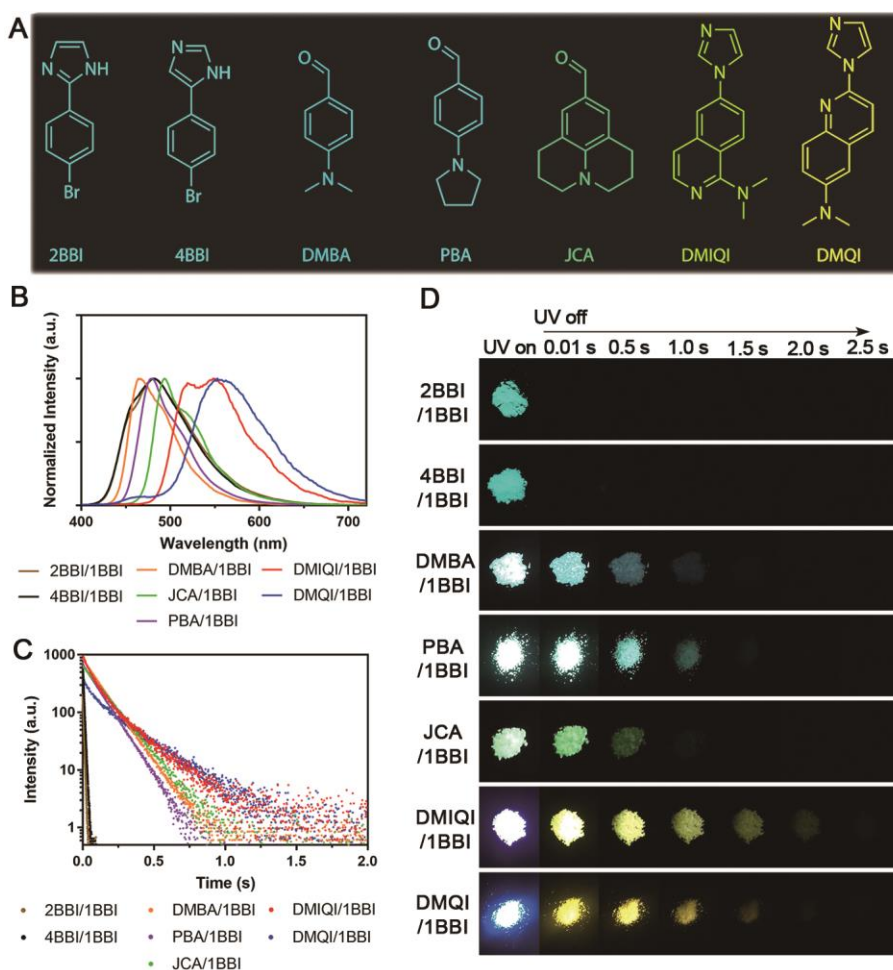 A
N NH
Br
2BBI
N
NH
Br
4BBI
O
N
DMBA
O
N
PBA
O
N
JCA
N
N
N N
DMIQI
N
N
N
N
DMQI
B
Normalized Intensity (a.u.)
400 500 600 700
Wavelength (nm)
2BBI/1BBI DMBA/1BBI DMIQI/1BBI
4BBI/1BBI JCA/1BBI DMQI/1BBI
PBA/1BBI
C
Intensity (a.u.)
1000
100
10
1
0.0 0.5 1.0 1.5 2.0
Time (s)
2BBI/1BBI DMBA/1BBI DMIQI/1BBI
4BBI/1BBI PBA/1BBI DMQI/1BBI
JCA/1BBI
D
UV off
UV on 0.01 s 0.5 s 1.0 s 1.5 s 2.0 s 2.5 s
2BBI
/1BBI
4BBI
/1BBI
DMBA
/1BBI
PBA
/1BBI
JCA
/1BBI
DMIQI
/1BBI
DMQI
/1BBI